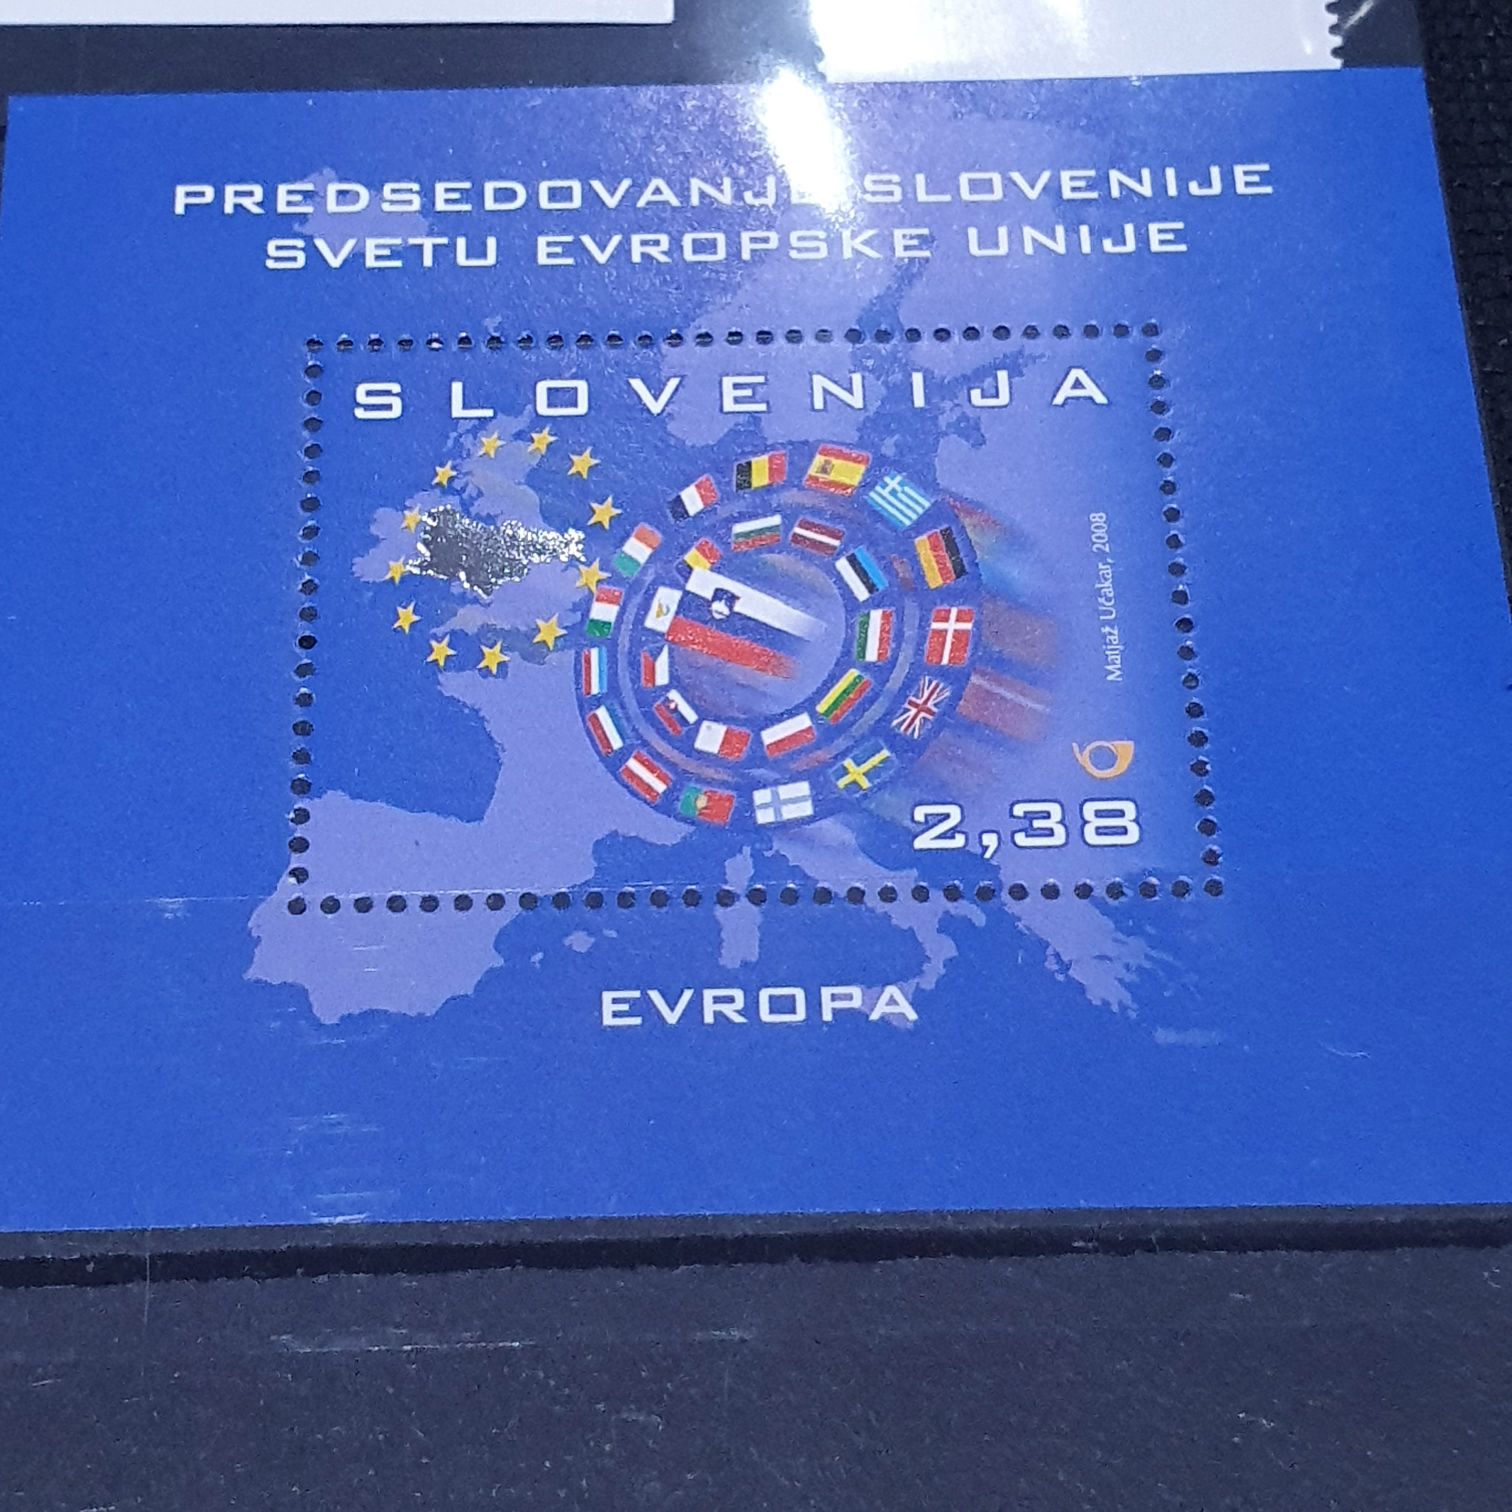 PREDSEDOVANJE SLOVENIJE
SVETU EVROPSKE UNIJE
SLOVENIJA
Matjaž Učakar, 2008
2,38
EVROPA